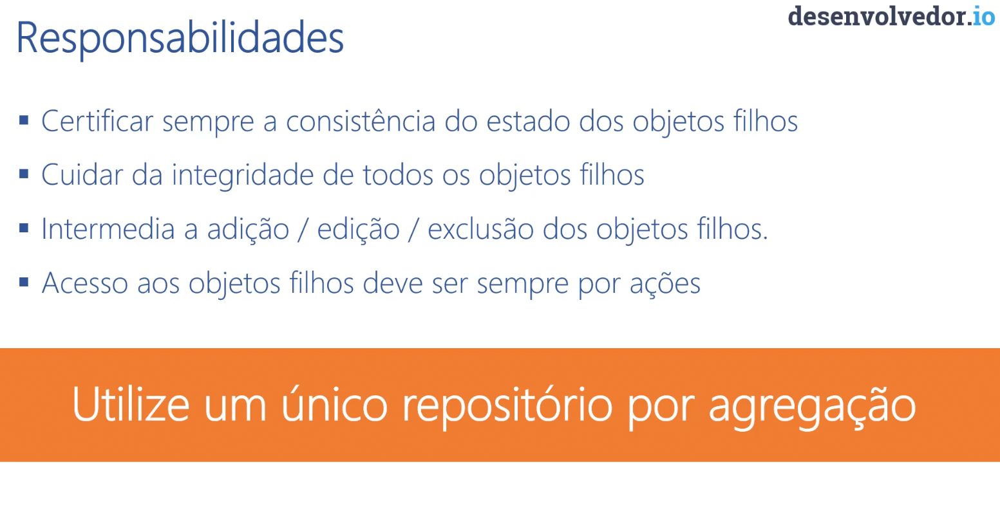 desenvolvedor.io
Responsabilidades
▪ Certificar sempre a consistência do estado dos objetos filhos
▪ Cuidar da integridade de todos os objetos filhos
▪ Intermedia a adição / edição / exclusão dos objetos filhos.
▪ Acesso aos objetos filhos deve ser sempre por ações
Utilize um único repositório por agregação